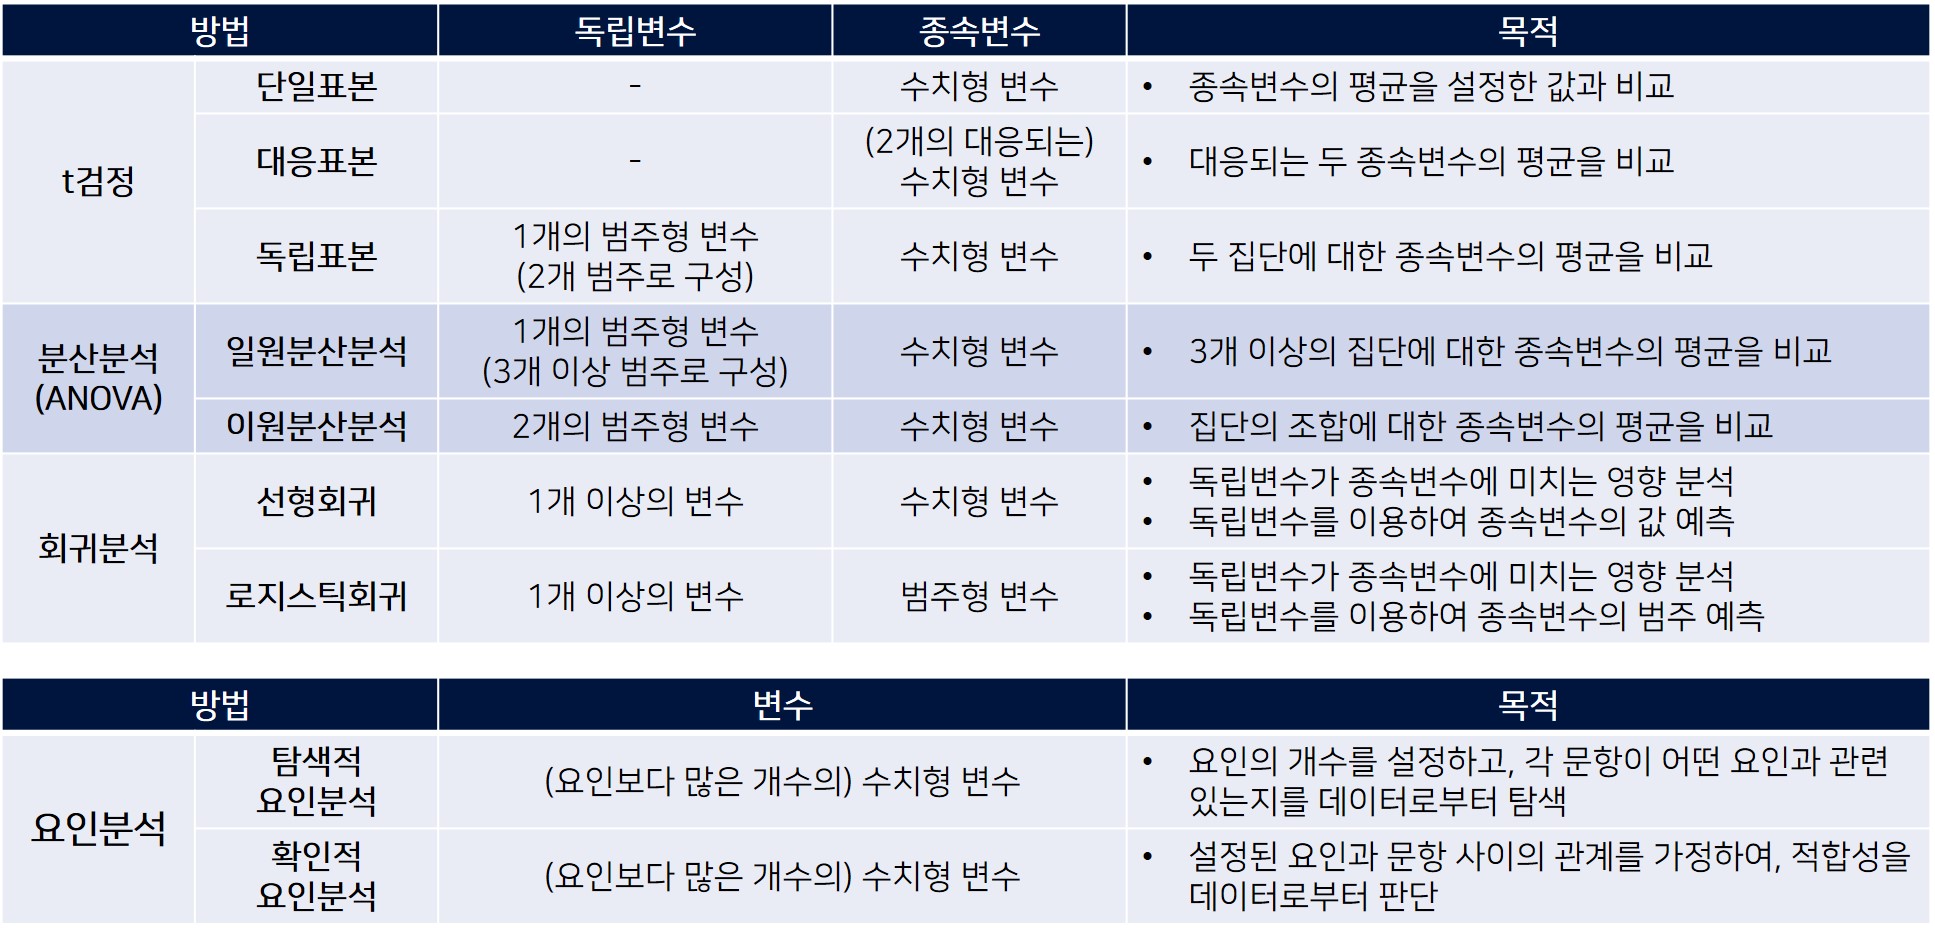 방법 독립변수 종속변수 목적
t검정
단일표본 - 수치형 변수 • 종속변수의 평균을 설정한 값과 비교
대응표본 - (2개의 대응되는)
수치형 변수 • 대응되는 두 종속변수의 평균을 비교
독립표본 1개의 범주형 변수
(2개 범주로 구성) 수치형 변수 • 두 집단에 대한 종속변수의 평균을 비교
분산분석
(ANOVA)
일원분산분석 1개의 범주형 변수
(3개 이상 범주로 구성) 수치형 변수 • 3개 이상의 집단에 대한 종속변수의 평균을 비교
이원분산분석 2개의 범주형 변수 수치형 변수 • 집단의 조합에 대한 종속변수의 평균을 비교
회귀분석
선형회귀 1개 이상의 변수 수치형 변수 • 독립변수가 종속변수에 미치는 영향 분석
• 독립변수를 이용하여 종속변수의 값 예측
로지스틱회귀 1개 이상의 변수 범주형 변수 • 독립변수가 종속변수에 미치는 영향 분석
• 독립변수를 이용하여 종속변수의 범주 예측
방법 변수 목적
요인분석
탐색적
요인분석 (요인보다 많은 개수의) 수치형 변수 • 요인의 개수를 설정하고, 각 문항이 어떤 요인과 관련
있는지를 데이터로부터 탐색
확인적
요인분석 (요인보다 많은 개수의) 수치형 변수 • 설정된 요인과 문항 사이의 관계를 가정하여, 적합성을
데이터로부터 판단